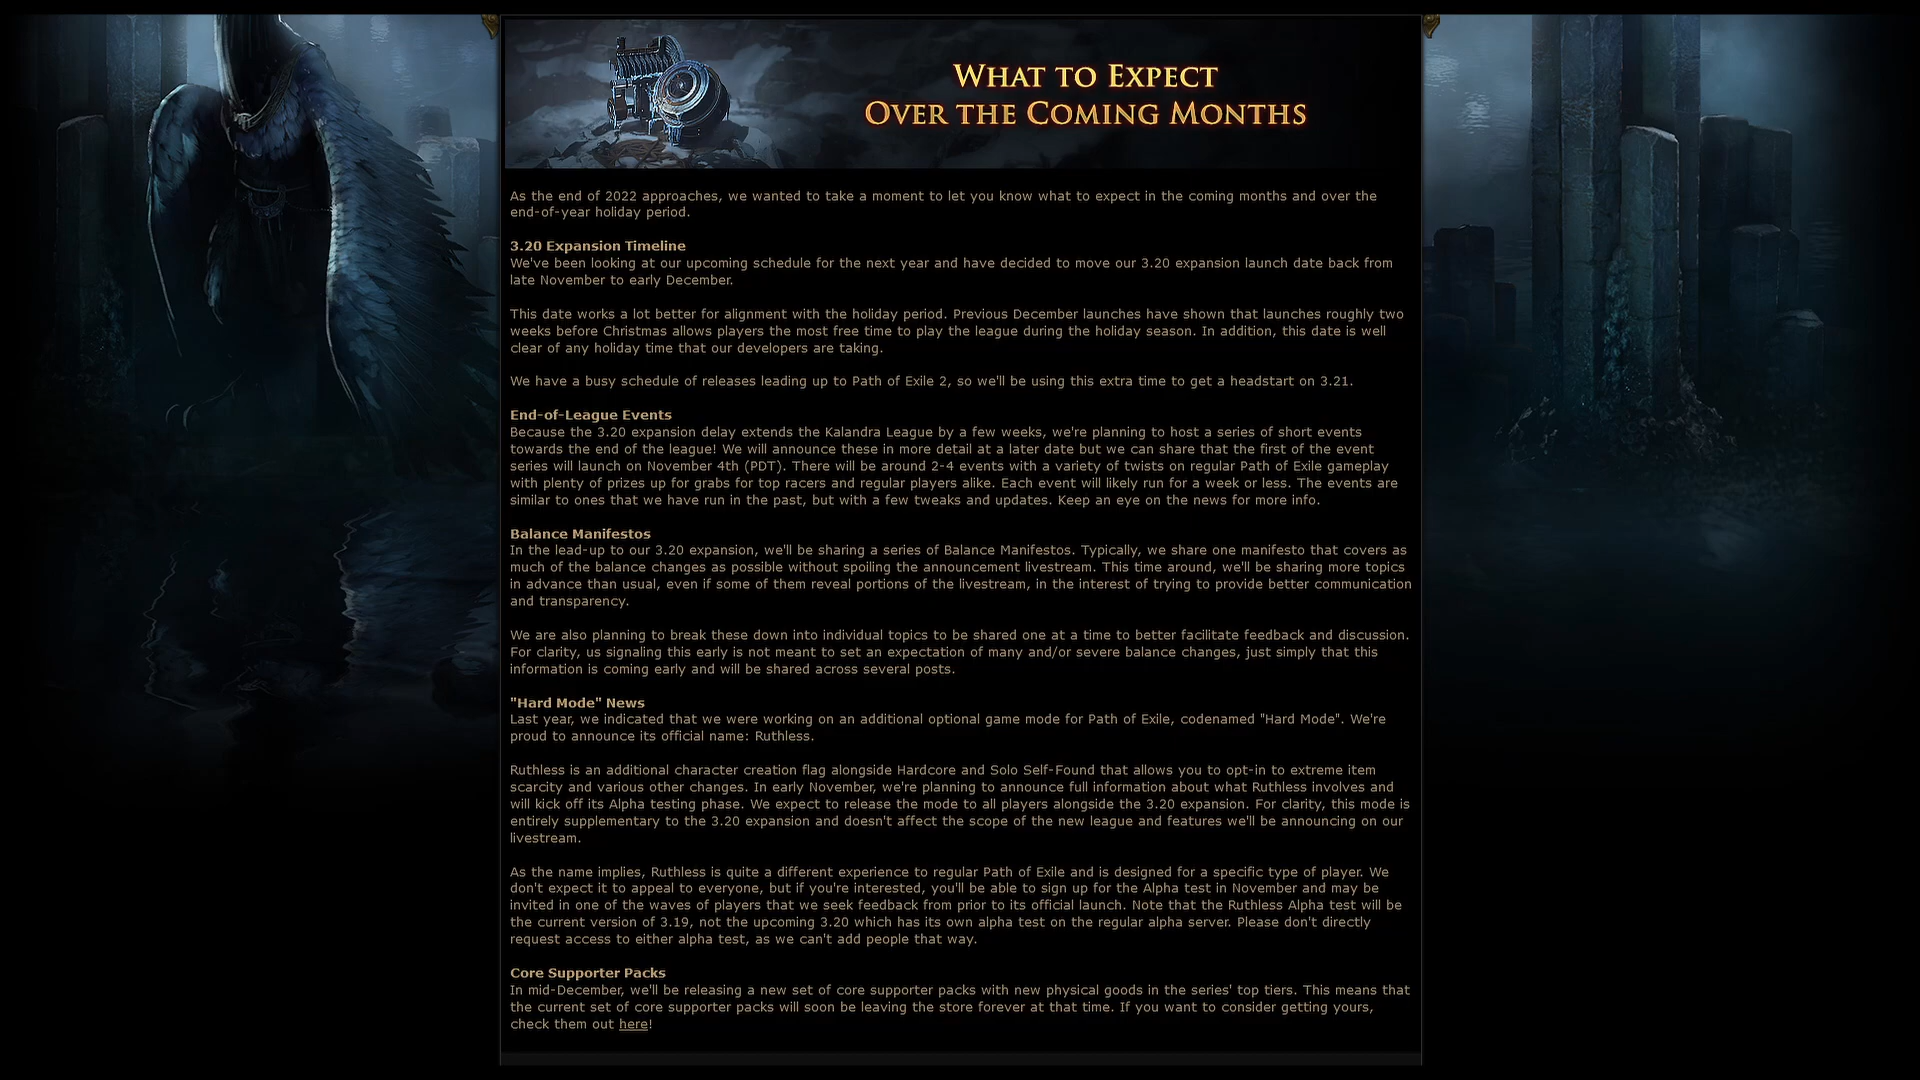 What to Expect
Over the Coming Months
As the end of 2022 approaches, we wanted to take a moment to let you know what to expect in the coming months and over the
end-of-year holiday period.
3.20 Expansion Timeline
We've been looking at our upcoming schedule for the next year and have decided to move our 3.20 expansion launch date back from
late November to early December.
This date works a lot better for alignment with the holiday period. Previous December launches have shown that launches roughly two
weeks before Christmas allows players the most free time to play the league during the holiday season. In addition, this date is well
clear of any holiday time that our developers are taking.
We have a busy schedule of releases leading up to Path of Exile 2, so we'll be using this extra time to get a headstart on 3.21.
End-of-League Events
Because the 3.20 expansion delay extends the Kalandra League by a few weeks, we're planning to host a series of short events
towards the end of the league! We will announce these in more detail at a later date but we can share that the first of the event
series will launch on November 4th (PDT). There will be around 2-4 events with a variety of twists on regular Path of Exile gameplay
with plenty of prizes up for grabs for top racers and regular players alike. Each event will likely run for a week or less. The events are
similar to ones that we have run in the past, but with a few tweaks and updates. Keep an eye on the news for more info.
Balance Manifestos
In the lead-up to our 3.20 expansion, we'll be sharing a series of Balance Manifestos. Typically, we share one manifesto that covers as
much of the balance changes as possible without spoiling the announcement livestream. This time around, we'll be sharing more topics
in advance than usual, even if some of them reveal portions of the livestream, in the interest of trying to provide better communication
and transparency.
We are also planning to break these down into individual topics to be shared one at a time to better facilitate feedback and discussion.
For clarity, us signaling this early is not meant to set an expectation of many and/or severe balance changes, just simply that this
information is coming early and will be shared across several posts.
"Hard Mode" News
Last year, we indicated that we were working on an additional optional game mode for Path of Exile, codenamed "Hard Mode". We're
proud to announce its official name: Ruthless.
Ruthless is an additional character creation flag alongside Hardcore and Solo Self-Found that allows you to opt-in to extreme item
scarcity and various other changes. In early November, we're planning to announce full information about what Ruthless involves and
will kick off its Alpha testing phase. We expect to release the mode to all players alongside the 3.20 expansion. For clarity, this mode is
entirely supplementary to the 3.20 expansion and doesn't affect the scope of the new league and features we'll be announcing on our
livestream.
As the name implies, Ruthless is quite a different experience to regular Path of Exile and is designed for a specific type of player. We
don't expect it to appeal to everyone, but if you're interested, you'll be able to sign up for the Alpha test in November and may be
invited in one of the waves of players that we seek feedback from prior to its official launch. Note that the Ruthless Alpha test will be
the current version of 3.19, not the upcoming 3.20 which has its own alpha test on the regular alpha server. Please don't directly
request access to either alpha test, as we can't add people that way.
Core Supporter Packs
In mid-December, we'll be releasing a new set of core supporter packs with new physical goods in the series' top tiers. This means that
the current set of core supporter packs will soon be leaving the store forever at that time. If you want to consider getting yours,
check them out here!